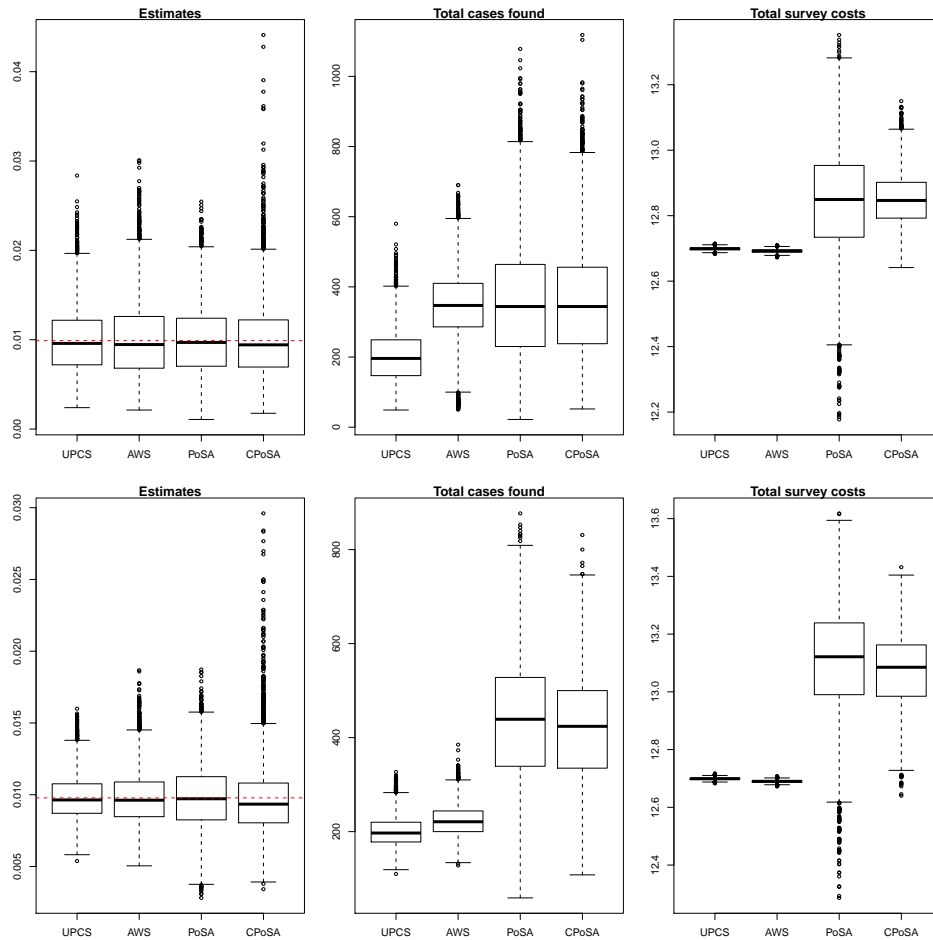 Estimates
Total cases found
Total survey costs
0.04
0.03
0.02
0.01
0.00
UPCS AWS PoSA CPoSA
1000
800
600
400
200
0
UPCS AWS PoSA CPoSA
13.2
13.0
12.8
12.6
12.4
12.2
UPCS AWS PoSA CPoSA
Estimates
Total cases found
Total survey costs
0.030
0.025
0.020
0.015
0.010
0.005
UPCS AWS PoSA CPoSA
800
600
400
200
UPCS AWS PoSA CPoSA
13.6
13.4
13.2
13.0
12.8
12.6
12.4
UPCS AWS PoSA CPoSA